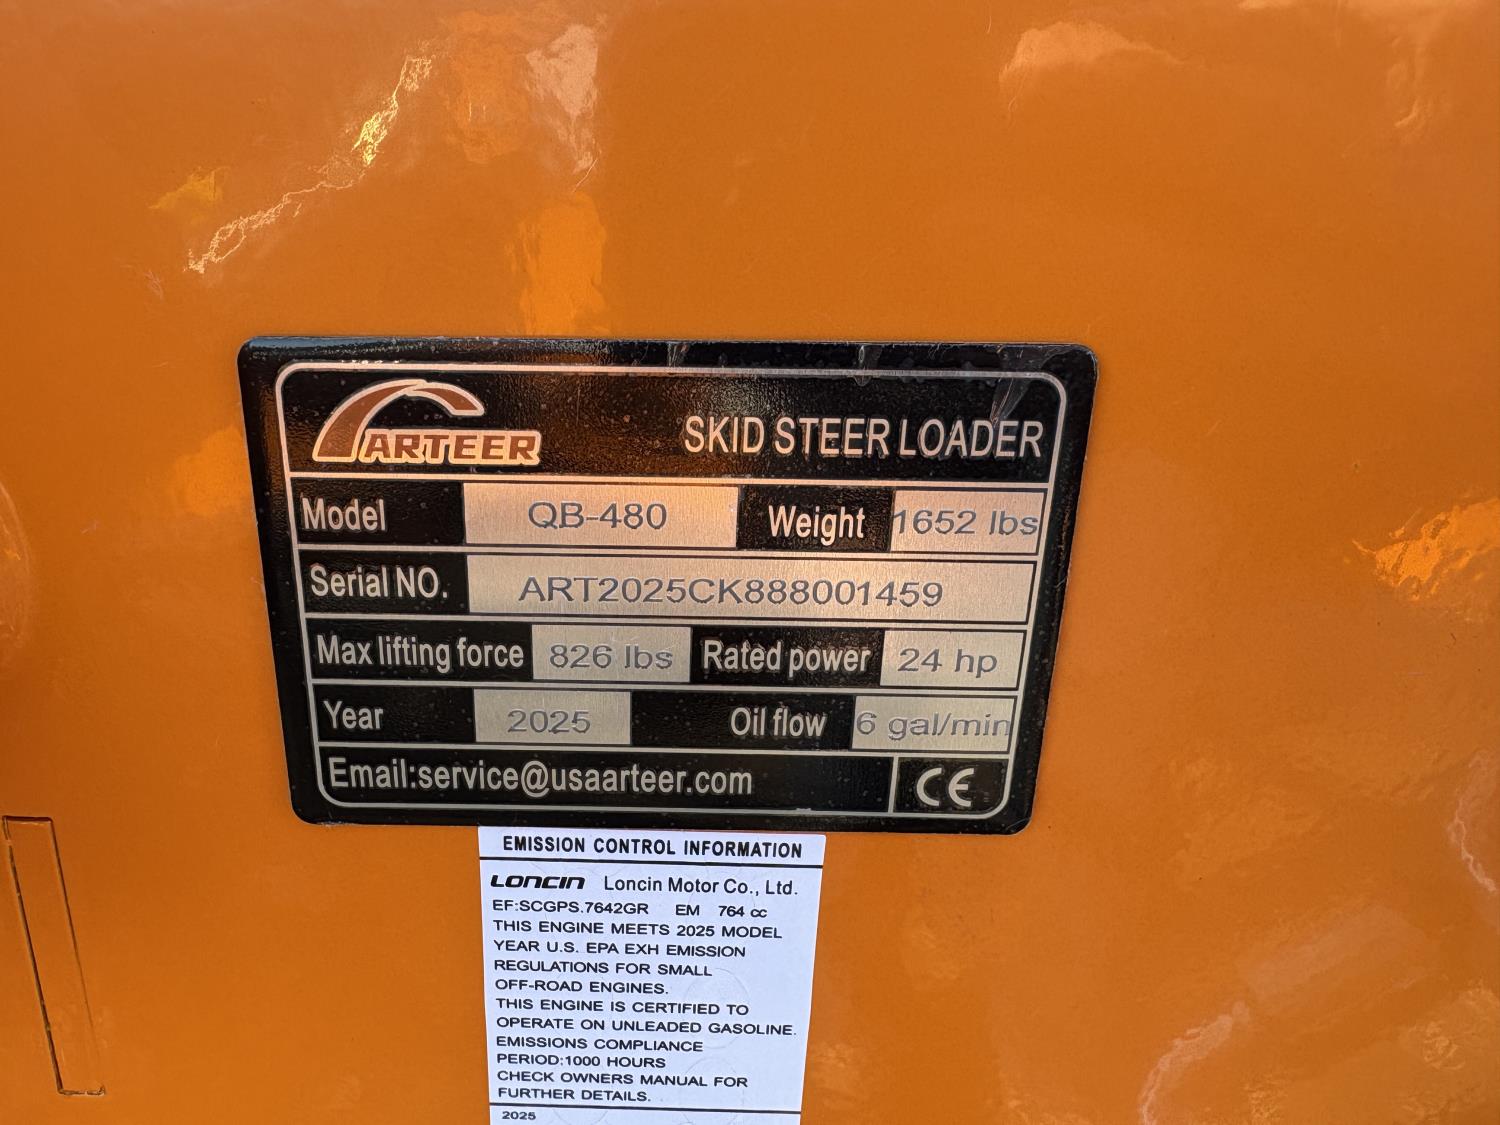 ARTEER SKID STEER LOADER
Model QB-480 Weight 1652 lbs
Serial NO. ART2025CK888001459
Max lifting force 826 lbs Rated power 24 hp
Year 2025 Oil flow 6 gal/min
Email:service@usaarteer.com CE
EMISSION CONTROL INFORMATION
LONCIN Loncin Motor Co., Ltd.
EF:SCGPS.7642GR EM 764 cc
THIS ENGINE MEETS 2025 MODEL
YEAR U.S. EPA EXH EMISSION
REGULATIONS FOR SMALL
OFF-ROAD ENGINES.
THIS ENGINE IS CERTIFIED TO
OPERATE ON UNLEADED GASOLINE.
EMISSIONS COMPLIANCE
PERIOD:1000 HOURS
CHECK OWNERS MANUAL FOR
FURTHER DETAILS.
2025